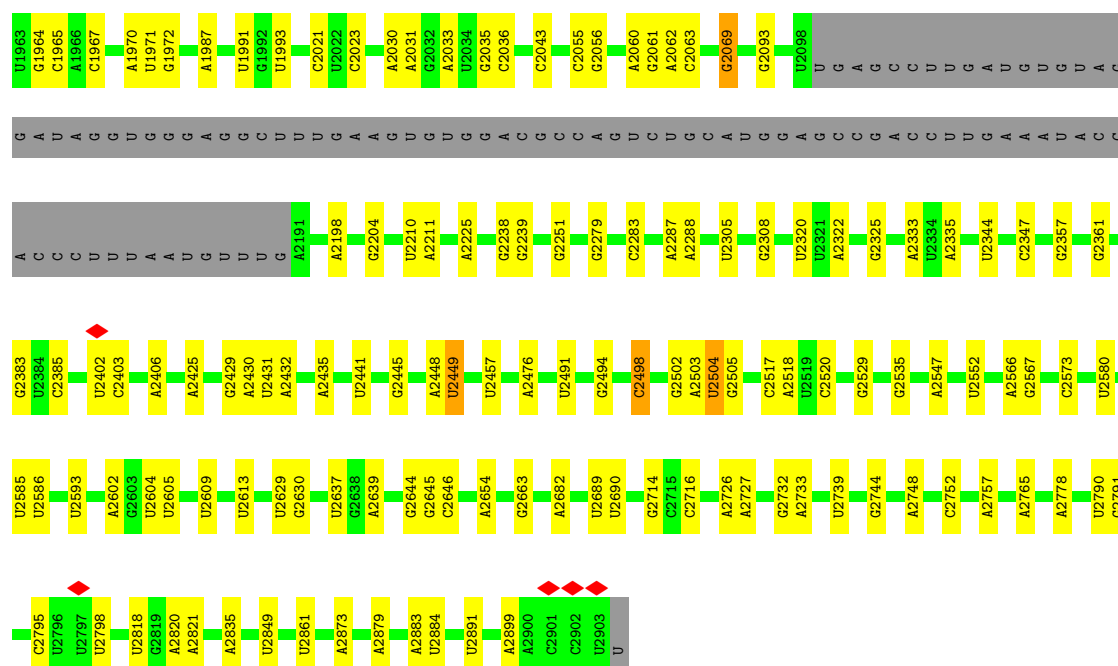 U1963 G1964 C1965 A1966 C1967 A1970 U1971 G1972 A1987 U1991 G1992 U1993 C2021 U2022 C2023 A2030 A2031 G2032 A2033 U2034 G2035 C2036 C2043 C2055 G2056 A2060 G2061 A2062 C2063 G2069 G2093 U2098 U G A G C C U U G A U G U G U A C
G A U A G G U G G G A G G C U U U G A A G U G U G G A C G C C A G U C U G C A U G G A G C C G A C C U U G A A A U A C C
A C C C U U U A A U G U U U G A2191 A2198 G2204 U2210 A2211 A2225 G2238 G2239 G2251 G2279 C2283 A2287 A2288 U2305 G2308 U2320 U2321 A2322 G2325 A2333 U2334 A2335 U2344 C2347 G2357 G2361
G2383 U2384 C2385 U2402 C2403 A2406 A2425 G2429 A2430 U2431 A2432 A2435 U2441 G2445 A2448 U2449 U2457 A2476 U2491 G2494 C2498 G2502 A2503 U2504 G2505 C2517 A2518 U2519 C2520 G2529 G2535 A2547 U2552 A2566 G2567 C2573 U2580
U2585 U2586 U2593 A2602 G2603 U2604 U2605 U2609 U2613 U2629 G2630 U2637 G2638 A2639 G2644 G2645 C2646 A2654 G2663 A2682 U2689 U2690 G2714 C2715 C2716 A2726 A2727 G2732 A2733 U2739 G2744 A2748 C2752 A2757 A2765 A2778 U2790
C2795 U2796 U2797 U2798 U2818 G2819 A2820 A2821 A2835 U2849 U2861 A2873 A2879 A2883 U2884 U2891 A2899 A2900 C2901 C2902 U2903 U